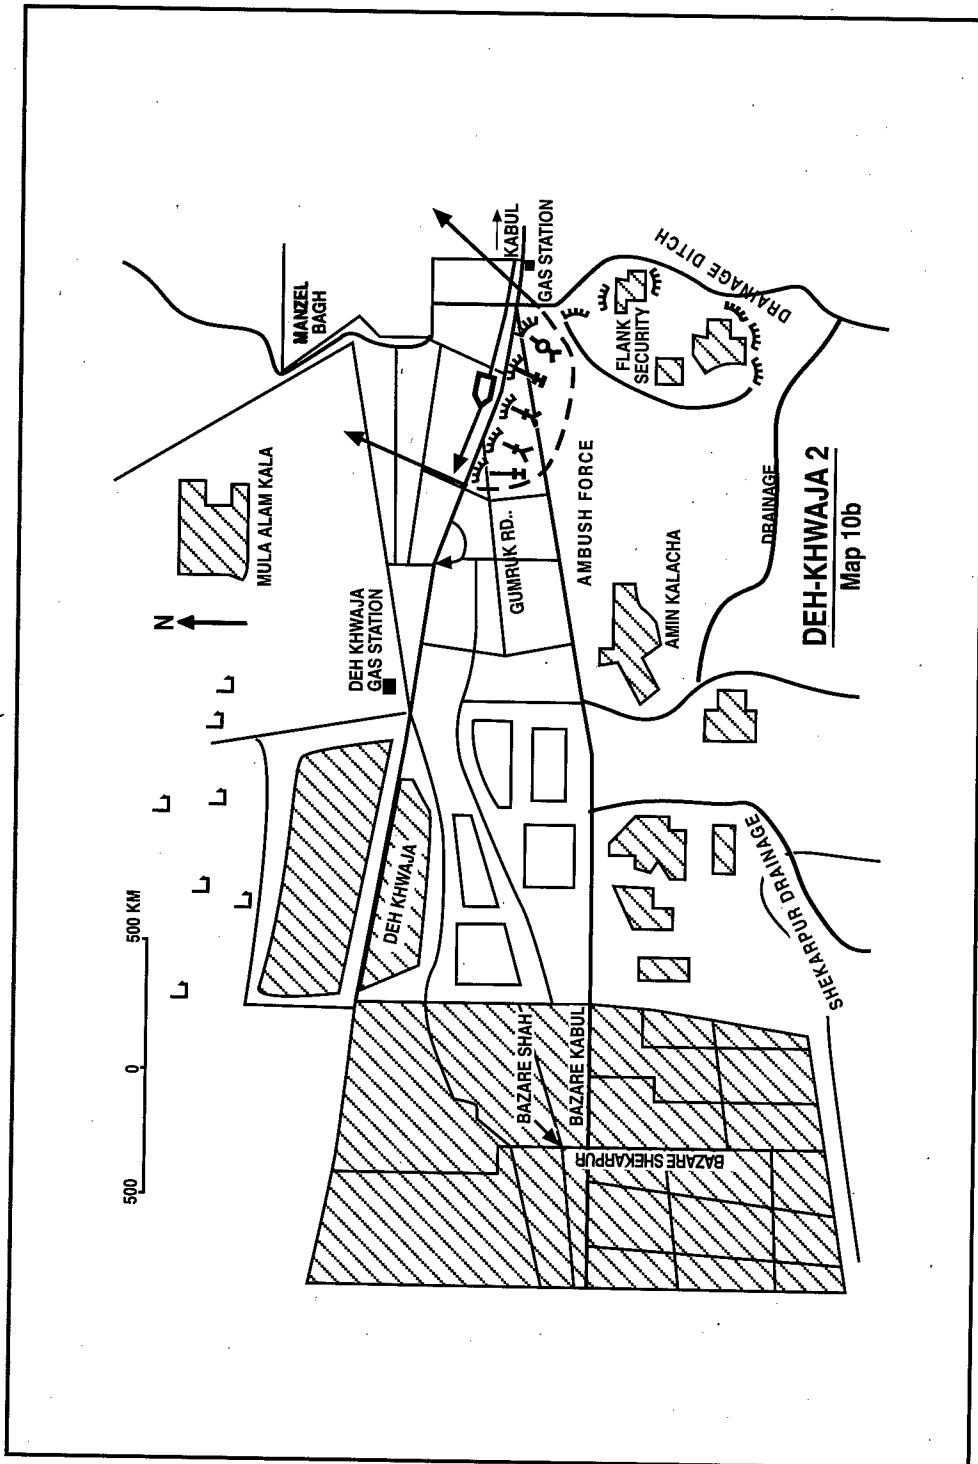 MANZEL
BAGH
KABUL
GAS STATION
MULA ALAM KALA
N
DEH KHWAJA
GAS STATION
GUMRUK RD..
AMBUSH FORCE
FLANK
SECURITY
DRAINAGE DITCH
DRAINAGE
AMIN KALACHA
500 KM
0
500
DEH KHWAJA
SHEKARPUR DRAINAGE
BAZARE SHAH
BAZARE KABUL
BAZARE SHEKARPUR
DEH-KHWAJA 2
Map 10b